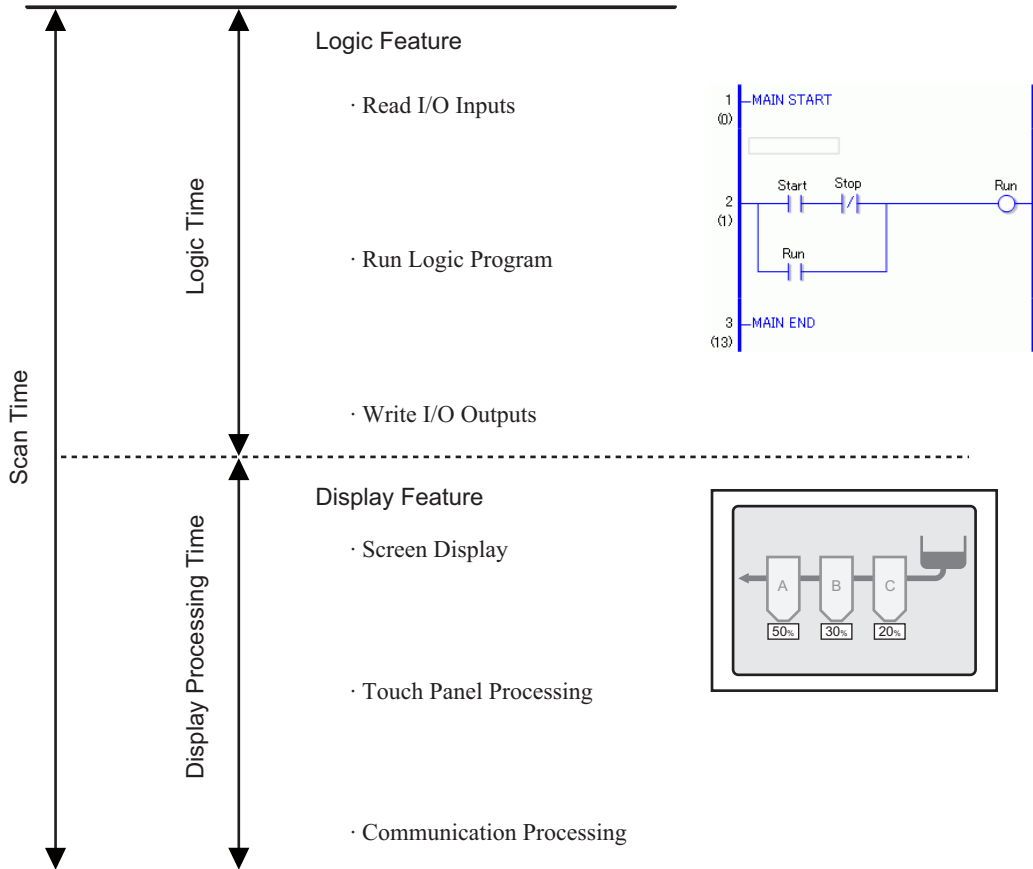 Scan Time
Logic Time
Logic Feature
· Read I/O Inputs
· Run Logic Program
· Write I/O Outputs
1
(0)
MAIN START
Start
Stop
Run
2
(1)
Run
3
(13)
MAIN END
Display Processing Time
Display Feature
· Screen Display
· Touch Panel Processing
· Communication Processing
A
B
C
50%
30%
20%